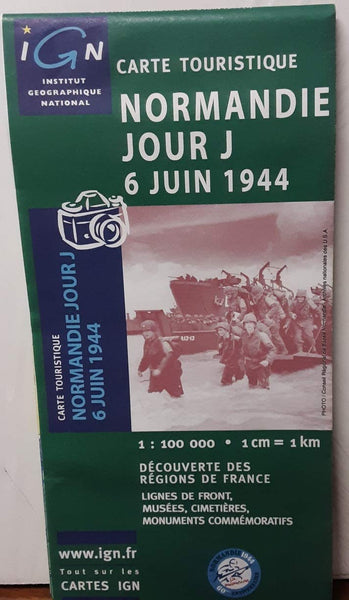 IGN
INSTITUT
GEOGRAPHIQUE
NATIONAL
CARTE TOURISTIQUE
NORMANDIE
JOUR J
6 JUIN 1944
CARTE TOURISTIQUE
NORMANDIE JOUR J
6 JUIN 1944
1 : 100 000 • 1 cm = 1 km
DÉCOUVERTE DES
RÉGIONS DE FRANCE
LIGNES DE FRONT,
MUSÉES, CIMETIÈRES,
MONUMENTS COMMÉMORATIFS
www.ign.fr
Tout sur les
CARTES IGN
NORMANDIE 1944